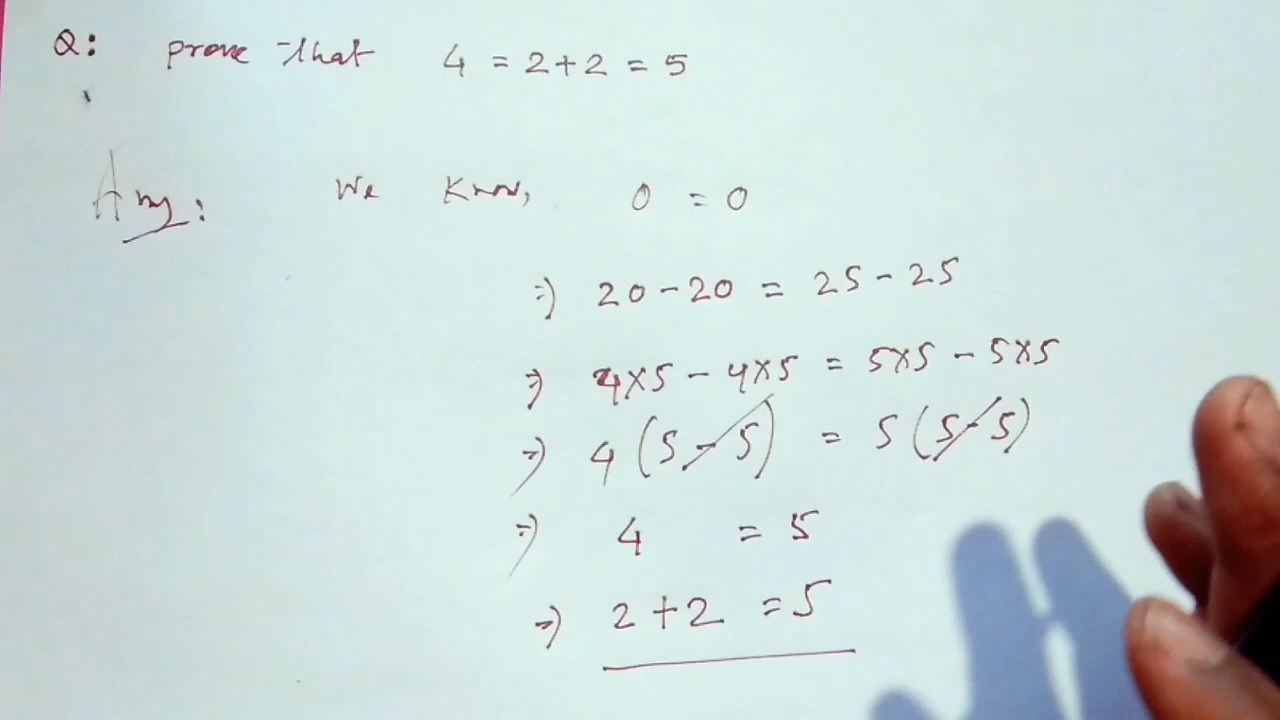 Q: prove that 4 = 2+2 = 5
Ans: We know, 0 = 0
=) 20-20 = 25-25
=) 4×5 - 4×5 = 5×5 - 5×5
=) 4(5-5) = 5(5-5)
=) 4 = 5
=) 2+2 = 5